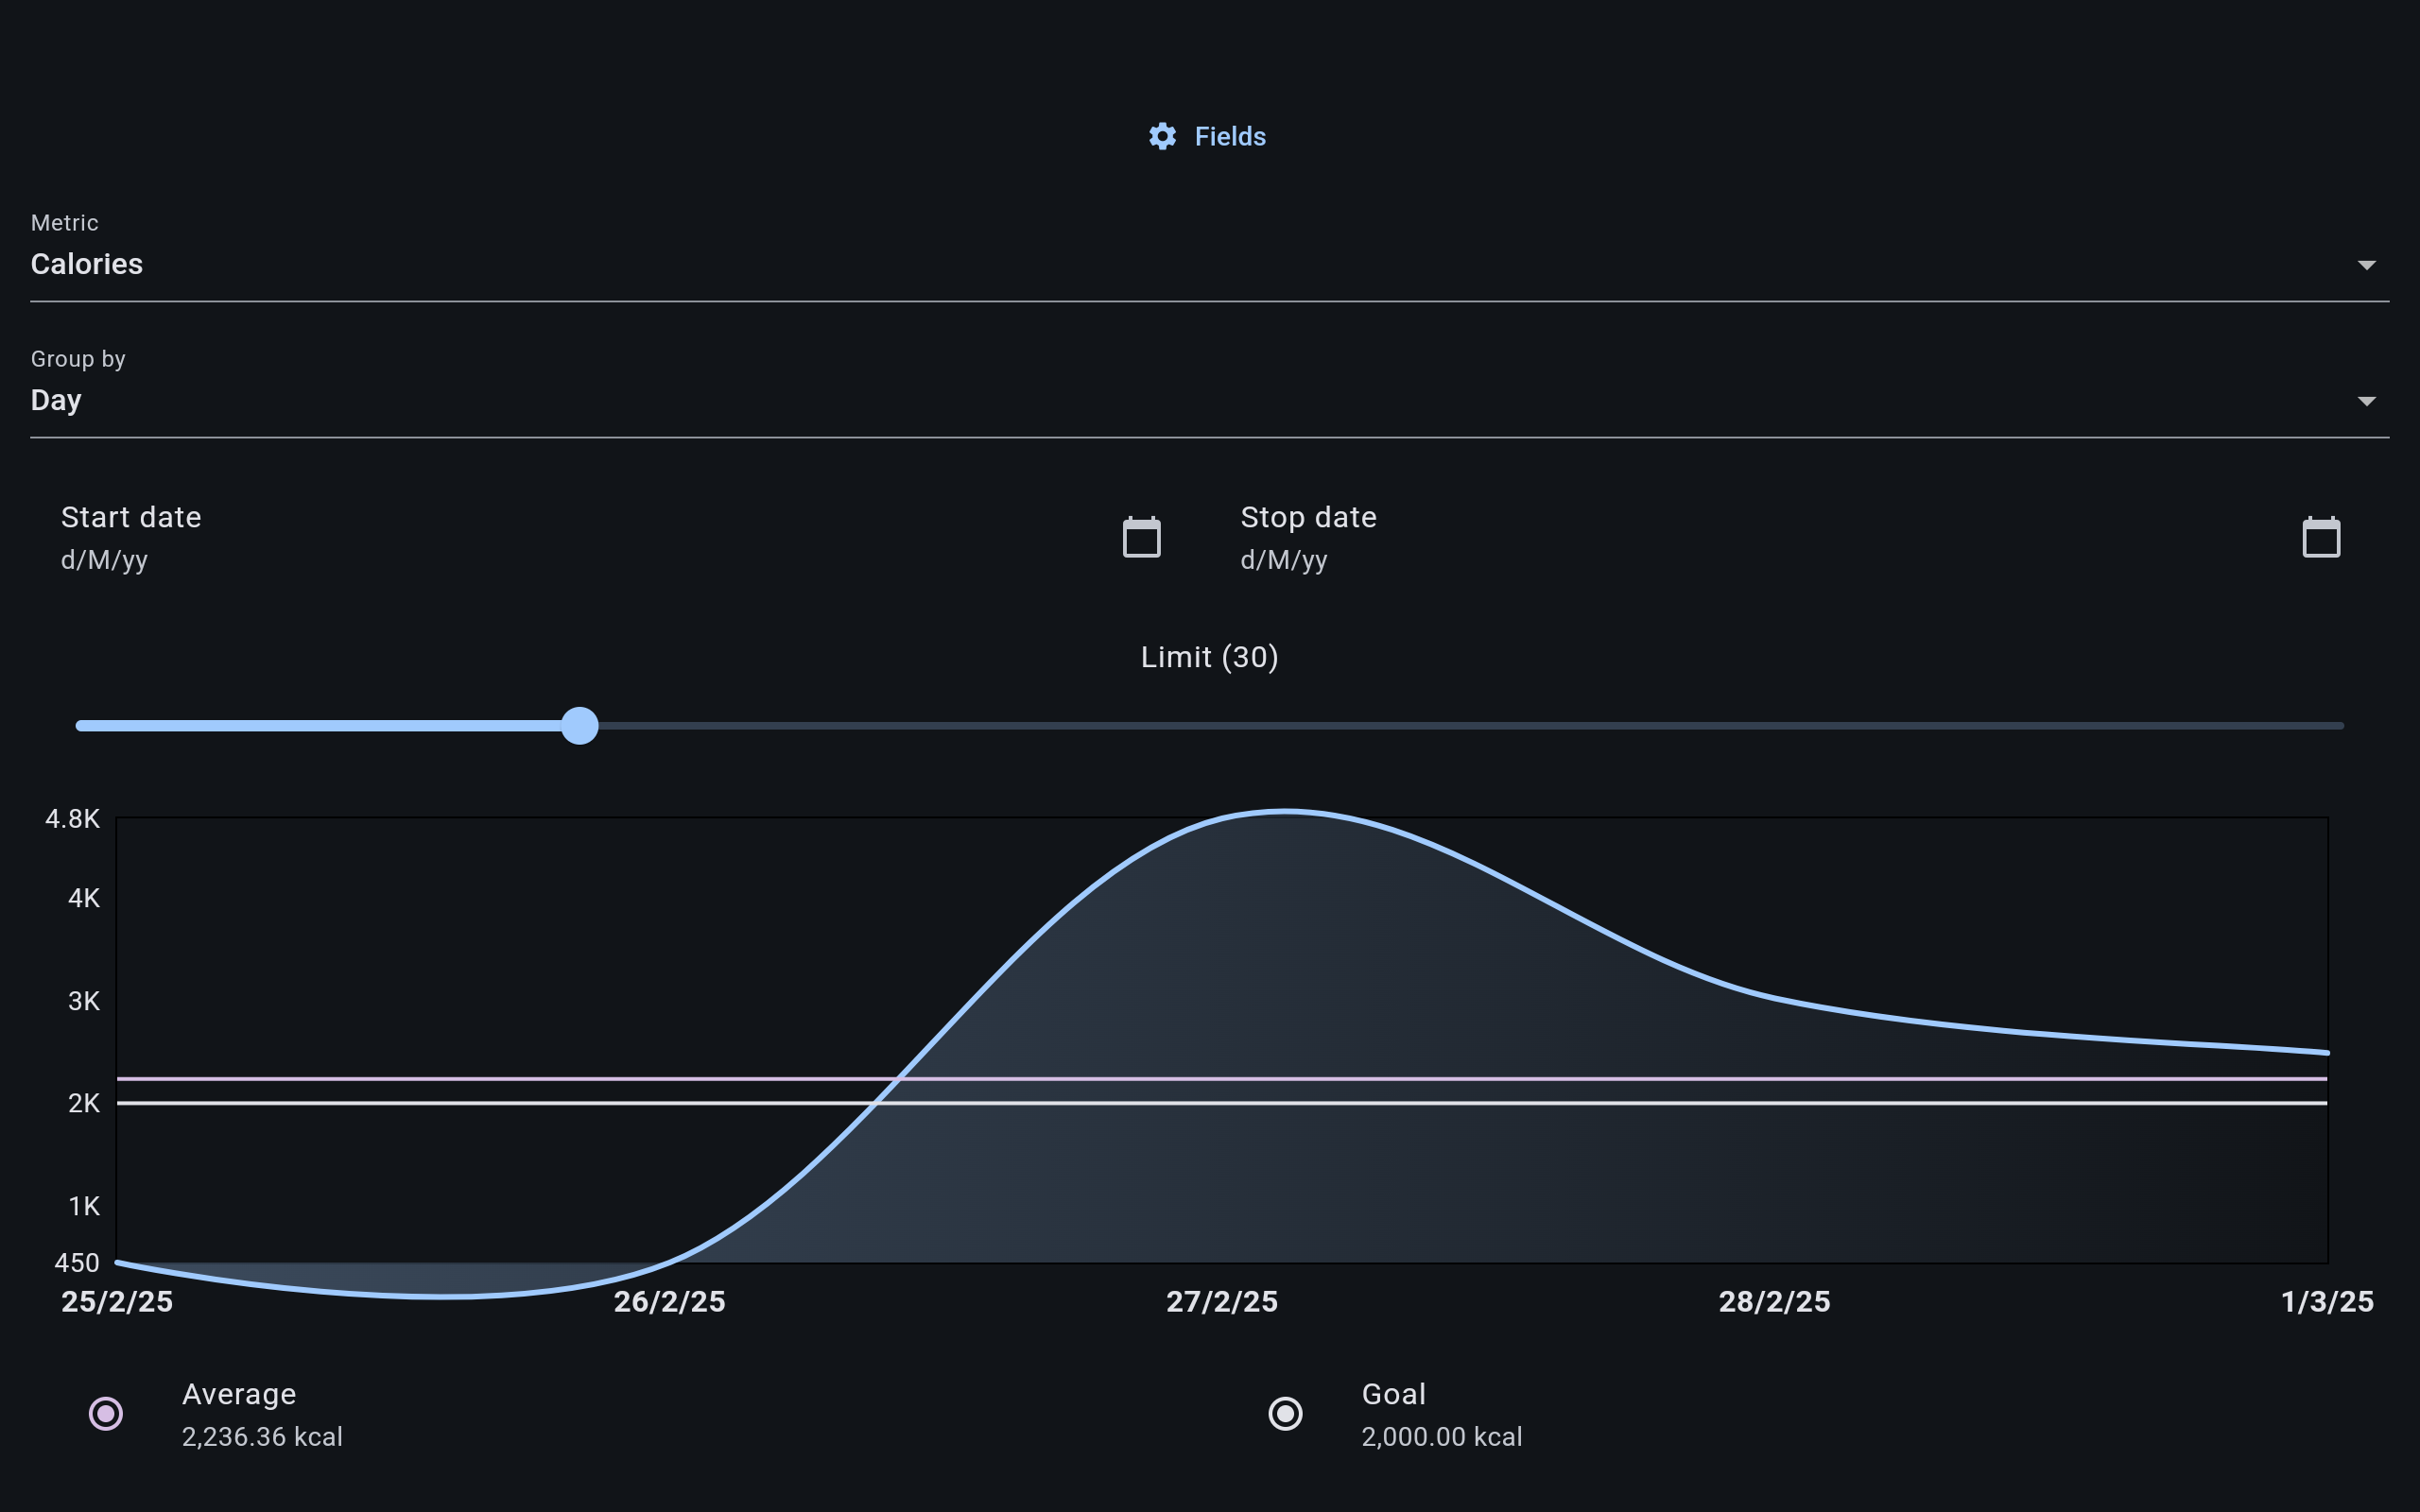 Fields
Metric
Calories
Group by
Day
Start date
d/M/yy
Stop date
d/M/yy
Limit (30)
4.8K
4K
3K
2K
1K
450
25/2/25 26/2/25 27/2/25 28/2/25 1/3/25
Average
2,236.36 kcal
Goal
2,000.00 kcal